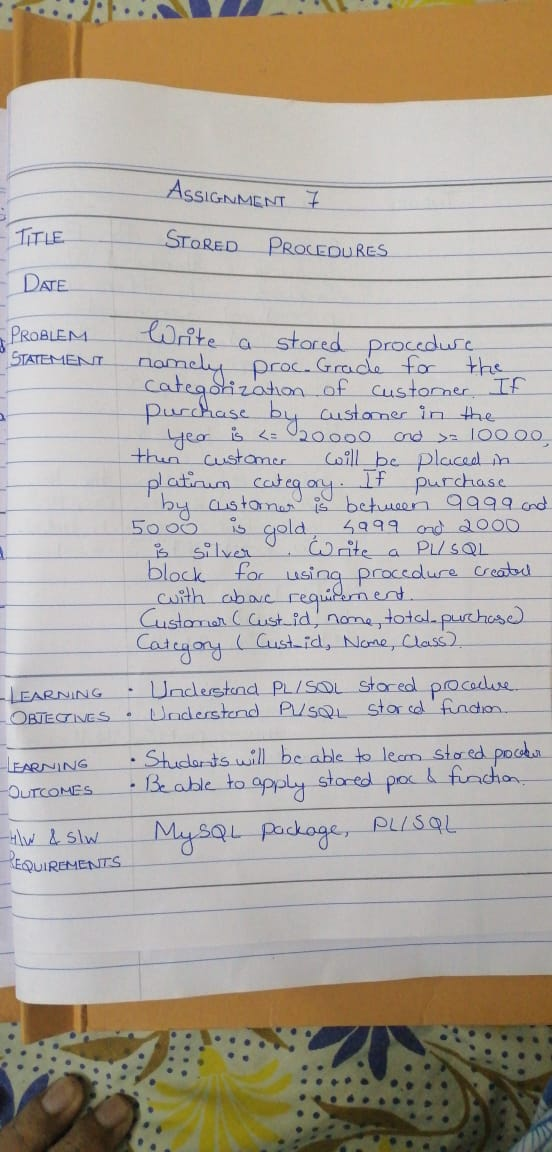 ASSIGNMENT 7
TITLE STORED PROCEDURES
DATE
PROBLEM Write a stored procedure
STATEMENT namely proc-Grade for the
categorization of customer. If
purchase by customer in the
year is <= 20000 and >= 10000,
then customer will be placed in
platinum category. If purchase
by customer is between 9999 and
5000 is gold, 4999 and 2000
is silver. Write a PL/SQL
block for using procedure created
with above requirement.
Customer (Cust_id, name, total-purchase)
Category (Cust_id, Name, Class).
LEARNING • Understand PL/SQL stored procedure.
OBJECTIVES • Understand PL/SQL stored function.
LEARNING • Students will be able to learn stored procedur
OUTCOMES • Be able to apply stored proc & function.
H/w & S/w MySQL package, PL/SQL
REQUIREMENTS